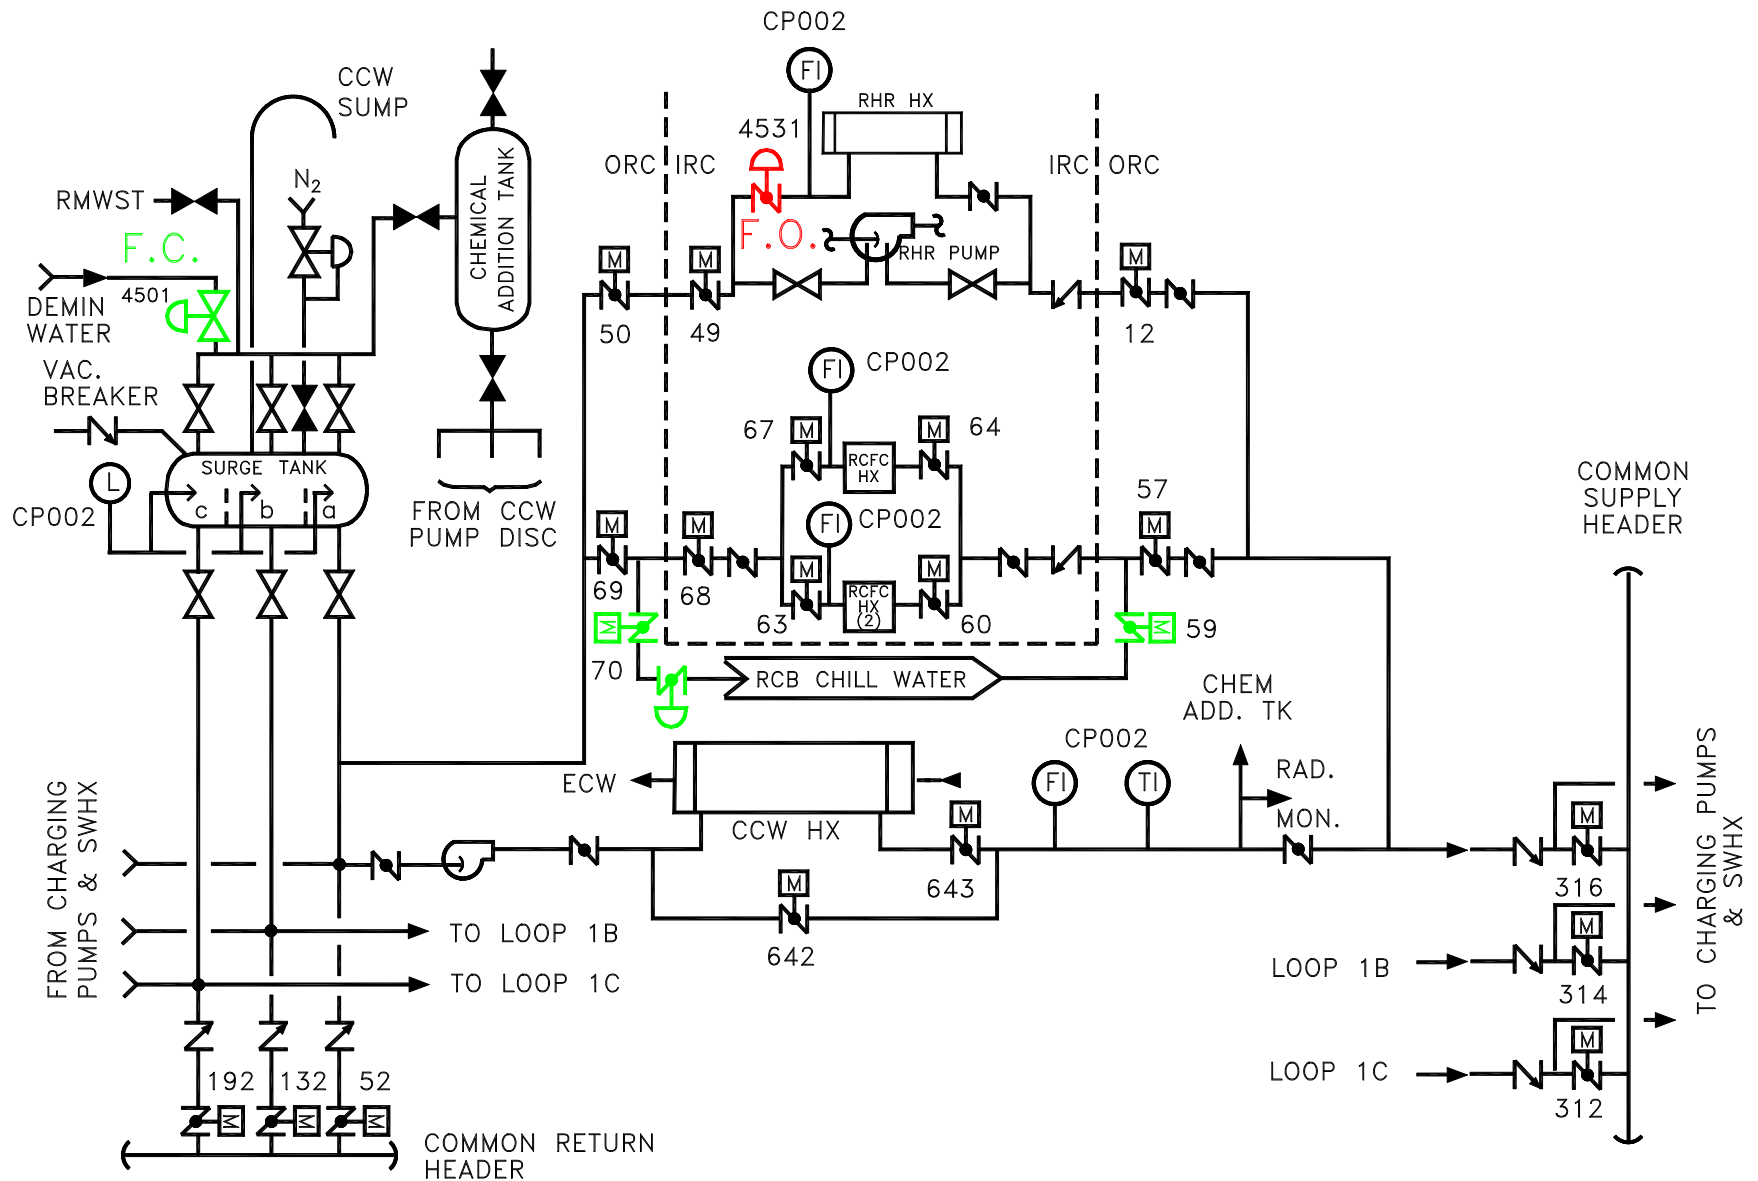 CP002
FI
CCW
SUMP
RHR HX
4531
ORC
IRC
IRC
ORC
N2
RMWST
F.C.
F.O.
CHEMICAL
ADDITION TANK
RHR PUMP
M
M
M
4501
DEMIN
WATER
50
49
12
VAC.
BREAKER
FI
CP002
67
M
M
64
RCFC
HX
SURGE TANK
L
c
b
a
CP002
FROM CCW
PUMP DISC
FI
CP002
57
M
M
M
COMMON
SUPPLY
HEADER
69
68
M
M
RCFC
HX
(2)
63
60
M
M
59
70
RCB CHILL WATER
CHEM
ADD. TK
CP002
ECW
FI
TI
RAD.
MON.
CCW HX
M
643
M
642
M
316
FROM CHARGING
PUMPS & SWHX
TO CHARGING PUMPS
& SWHX
TO LOOP 1B
TO LOOP 1C
LOOP 1B
M
314
LOOP 1C
M
312
192
132
52
M
M
M
COMMON RETURN
HEADER